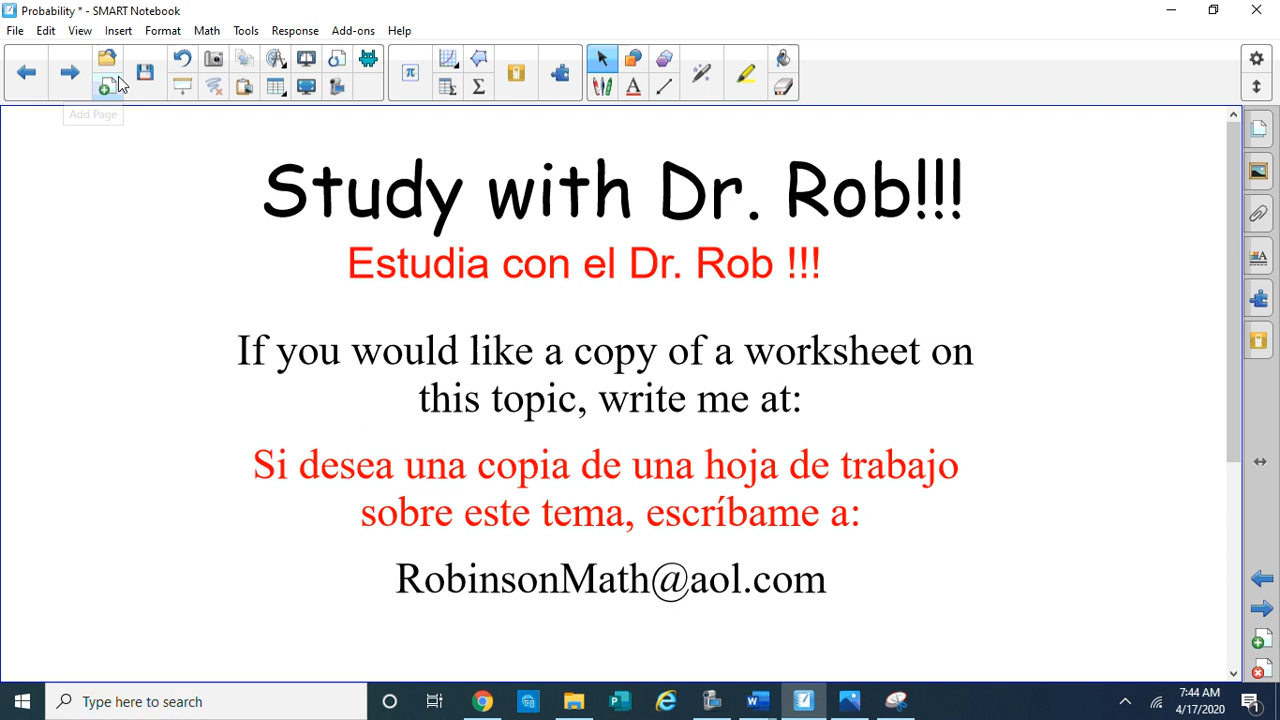 Probability * - SMART Notebook
File Edit View Insert Format Math Tools Response Add-ons Help
Add Page
Study with Dr. Rob!!!
Estudia con el Dr. Rob !!!
If you would like a copy of a worksheet on
this topic, write me at:
Si desea una copia de una hoja de trabajo
sobre este tema, escríbame a:
RobinsonMath@aol.com
Type here to search
7:44 AM
4/17/2020